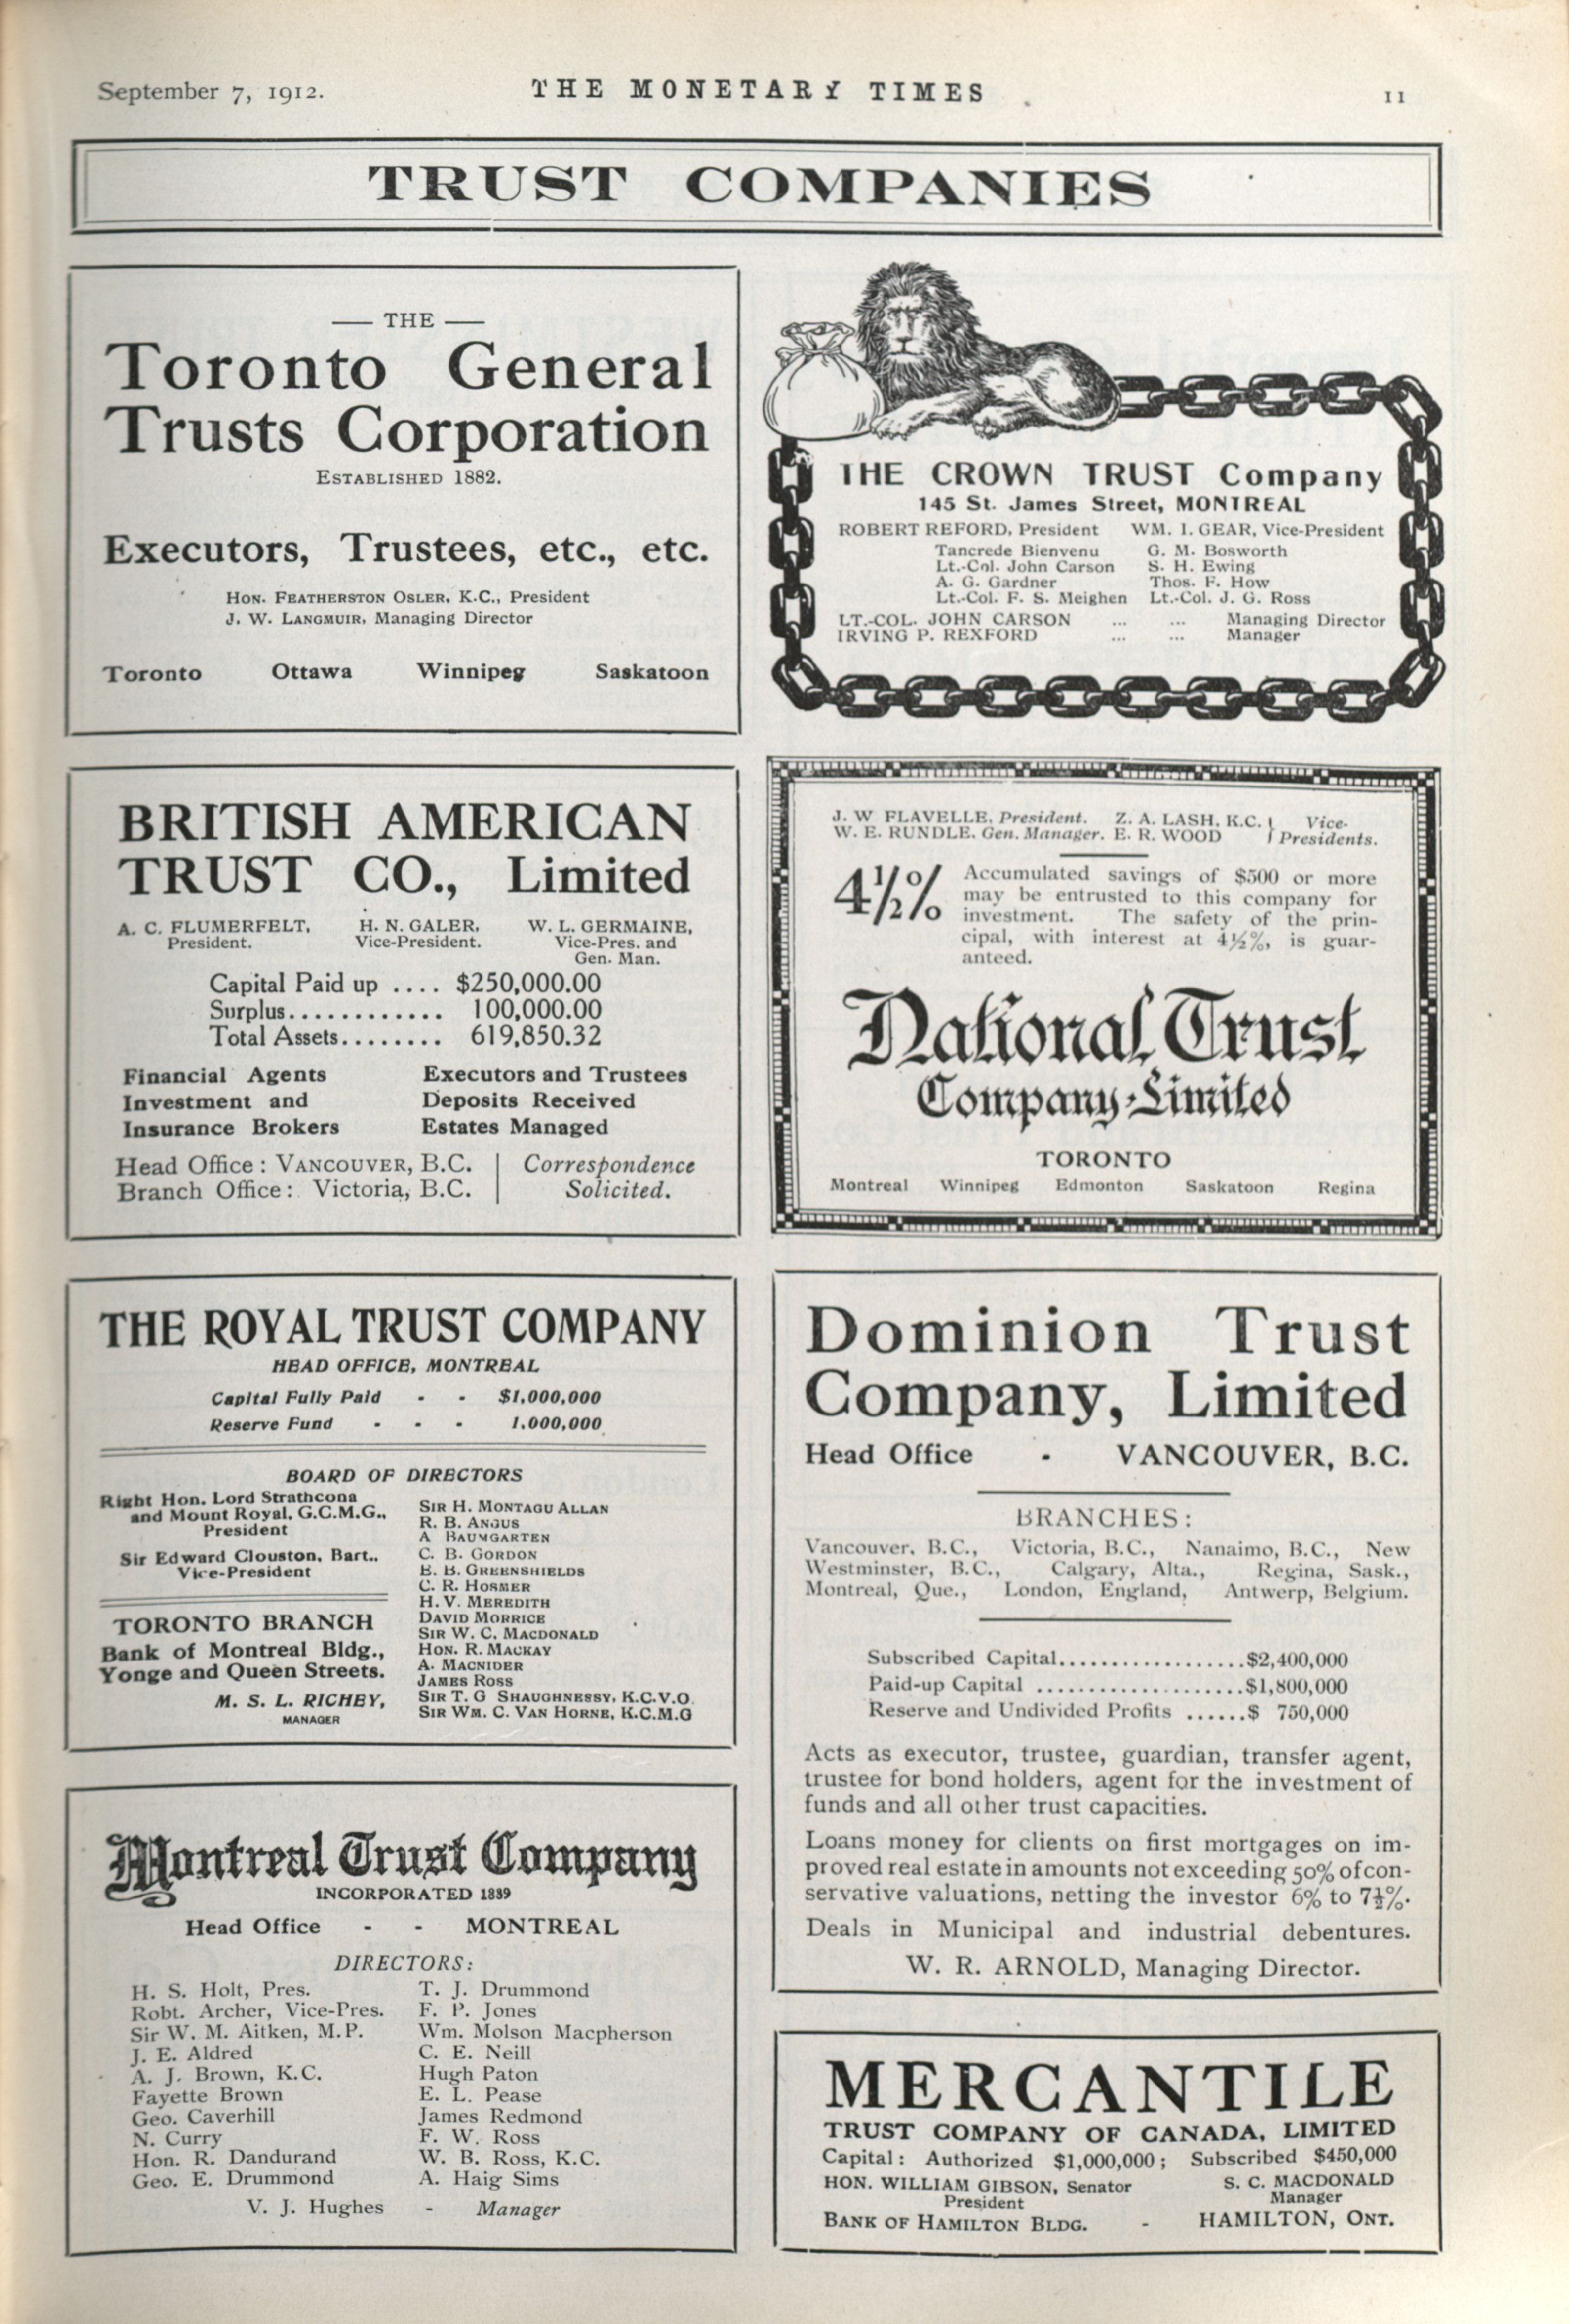 September 7, 1912.
THE MONETARY TIMES
11
TRUST COMPANIES
THE
Toronto General
Trusts Corporation
ESTABLISHED 1882.
Executors, Trustees, etc., etc.
HON. FEATHERSTON OSLER, K.C., President
J. W. LANGMUIR, Managing Director
Toronto Ottawa Winnipeg Saskatoon
THE CROWN TRUST Company
145 St. James Street, MONTREAL
ROBERT REFORD, President WM. I. GEAR, Vice-President
Tancrede Bienvenu G. M. Bosworth
Lt.-Col. John Carson S. H. Ewing
A. G. Gardner Thos. F. How
Lt.-Col. F. S. Meighen Lt.-Col. J. G. Ross
LT.-COL. JOHN CARSON ... ... Managing Director
IRVING P. REXFORD ... ... Manager
BRITISH AMERICAN
TRUST CO., Limited
A. C. FLUMERFELT, H. N. GALER, W. L. GERMAINE,
President. Vice-President. Vice-Pres. and
Gen. Man.
Capital Paid up .... $250,000.00
Surplus............ 100,000.00
Total Assets........ 619,850.32
Financial Agents Executors and Trustees
Investment and Deposits Received
Insurance Brokers Estates Managed
Head Office : VANCOUVER, B.C. Correspondence
Branch Office : Victoria, B.C. Solicited.
J. W FLAVELLE, President. Z. A. LASH, K.C. } Vice-
W. E. RUNDLE, Gen. Manager. E. R. WOOD } Presidents.
4½% Accumulated savings of $500 or more
may be entrusted to this company for
investment. The safety of the prin-
cipal, with interest at 4½%, is guar-
anteed.
National Trust
Company Limited
TORONTO
Montreal Winnipeg Edmonton Saskatoon Regina
THE ROYAL TRUST COMPANY
HEAD OFFICE, MONTREAL
Capital Fully Paid - - $1,000,000
Reserve Fund - - - 1,000,000
BOARD OF DIRECTORS
Right Hon. Lord Strathcona
and Mount Royal, G.C.M.G.,
President
Sir Edward Clouston, Bart.,
Vice-President
TORONTO BRANCH
Bank of Montreal Bldg.,
Yonge and Queen Streets.
M. S. L. RICHEY,
MANAGER
SIR H. MONTAGU ALLAN
R. B. ANGUS
A BAUMGARTEN
C. B. GORDON
E. B. GREENSHIELDS
C. R. HOSMER
H. V. MEREDITH
DAVID MORRICE
SIR W. C. MACDONALD
HON. R. MACKAY
A. MACNIDER
JAMES ROSS
SIR T. G SHAUGHNESSY, K.C.V.O.
SIR WM. C. VAN HORNE, K.C.M.G
Dominion Trust
Company, Limited
Head Office - VANCOUVER, B.C.
BRANCHES:
Vancouver, B.C., Victoria, B.C., Nanaimo, B.C., New
Westminster, B.C., Calgary, Alta., Regina, Sask.,
Montreal, Que., London, England, Antwerp, Belgium.
Subscribed Capital..................$2,400,000
Paid-up Capital ....................$1,800,000
Reserve and Undivided Profits ......$ 750,000
Acts as executor, trustee, guardian, transfer agent,
trustee for bond holders, agent for the investment of
funds and all other trust capacities.
Loans money for clients on first mortgages on im-
proved real estate in amounts not exceeding 50% of con-
servative valuations, netting the investor 6% to 7½%.
Deals in Municipal and industrial debentures.
W. R. ARNOLD, Managing Director.
Montreal Trust Company
INCORPORATED 1889
Head Office - - MONTREAL
DIRECTORS:
H. S. Holt, Pres. T. J. Drummond
Robt. Archer, Vice-Pres. F. P. Jones
Sir W. M. Aitken, M.P. Wm. Molson Macpherson
J. E. Aldred C. E. Neill
A. J. Brown, K.C. Hugh Paton
Fayette Brown E. L. Pease
Geo. Caverhill James Redmond
N. Curry F. W. Ross
Hon. R. Dandurand W. B. Ross, K.C.
Geo. E. Drummond A. Haig Sims
V. J. Hughes - Manager
MERCANTILE
TRUST COMPANY OF CANADA, LIMITED
Capital : Authorized $1,000,000 ; Subscribed $450,000
HON. WILLIAM GIBSON, Senator S. C. MACDONALD
President Manager
BANK OF HAMILTON BLDG. - HAMILTON, ONT.